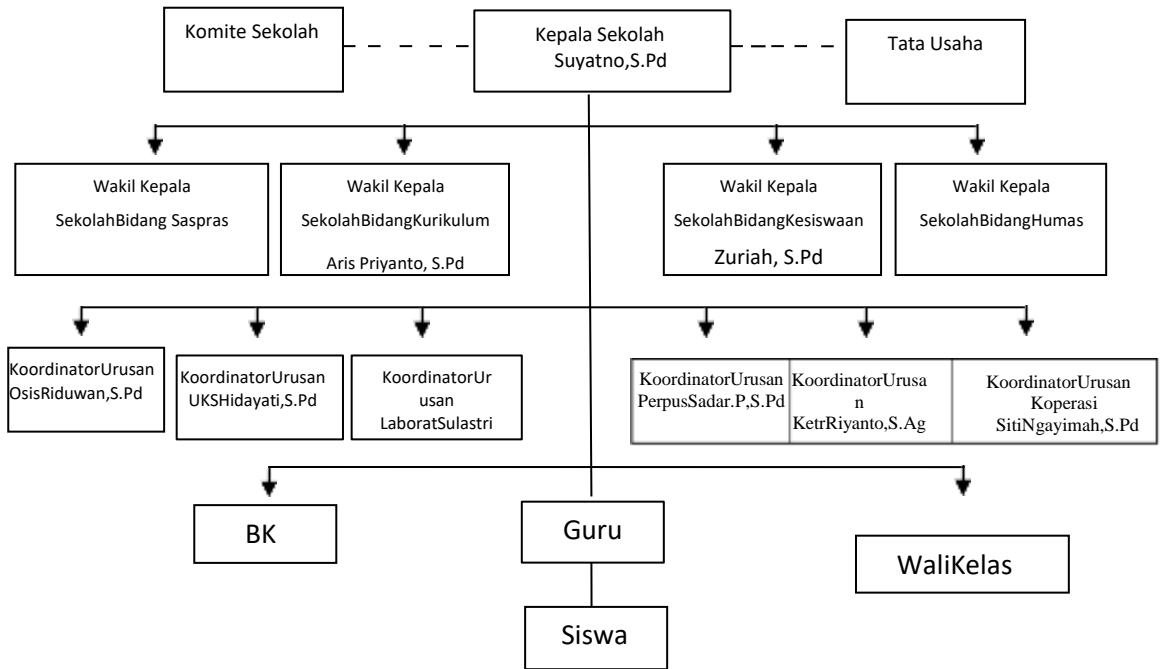 Komite Sekolah
Kepala Sekolah
Suyatno,S.Pd
Tata Usaha
Wakil Kepala
SekolahBidang Saspras
Wakil Kepala
SekolahBidangKurikulum
Aris Priyanto, S.Pd
Wakil Kepala
SekolahBidangKesiswaan
Zuriah, S.Pd
Wakil Kepala
SekolahBidangHumas
KoordinatorUrusan
OsisRiduwan,S.Pd
KoordinatorUrusan
UKSHidayati,S.Pd
KoordinatorUr
usan
LaboratSulastri
KoordinatorUrusan
PerpusSadar.P,S.Pd
KoordinatorUrusa
n
KetrRiyanto,S.Ag
KoordinatorUrusan
Koperasi
SitiNgayimah,S.Pd
BK
Guru
WaliKelas
Siswa